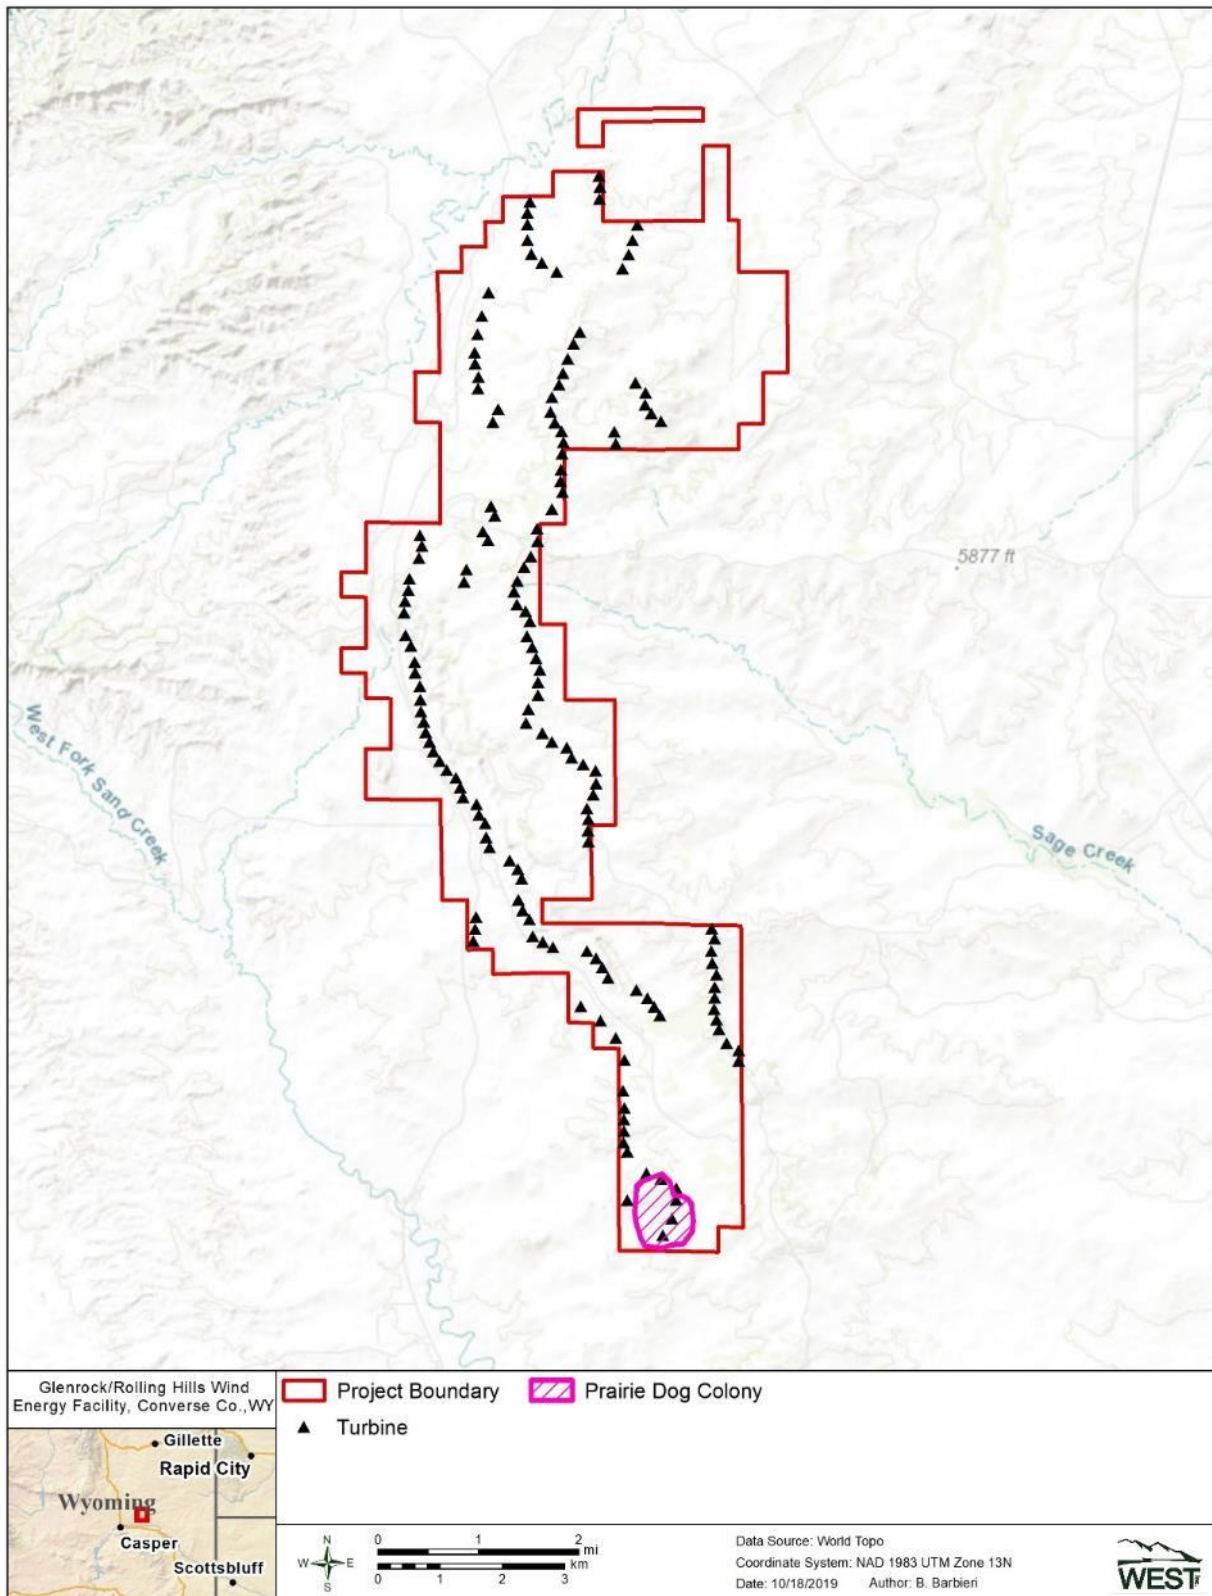 5877 ft
West Fork Sand Creek
Sage Creek
Glenrock/Rolling Hills Wind
Energy Facility, Converse Co., WY
Project Boundary
Prairie Dog Colony
Turbine
Gillette
Rapid City
Wyoming
Casper
Scottsbluff
N
W E
S
0 1 2
mi
km
0 1 2 3
Data Source: World Topo
Coordinate System: NAD 1983 UTM Zone 13N
Date: 10/18/2019 Author: B. Barbieri
WEST